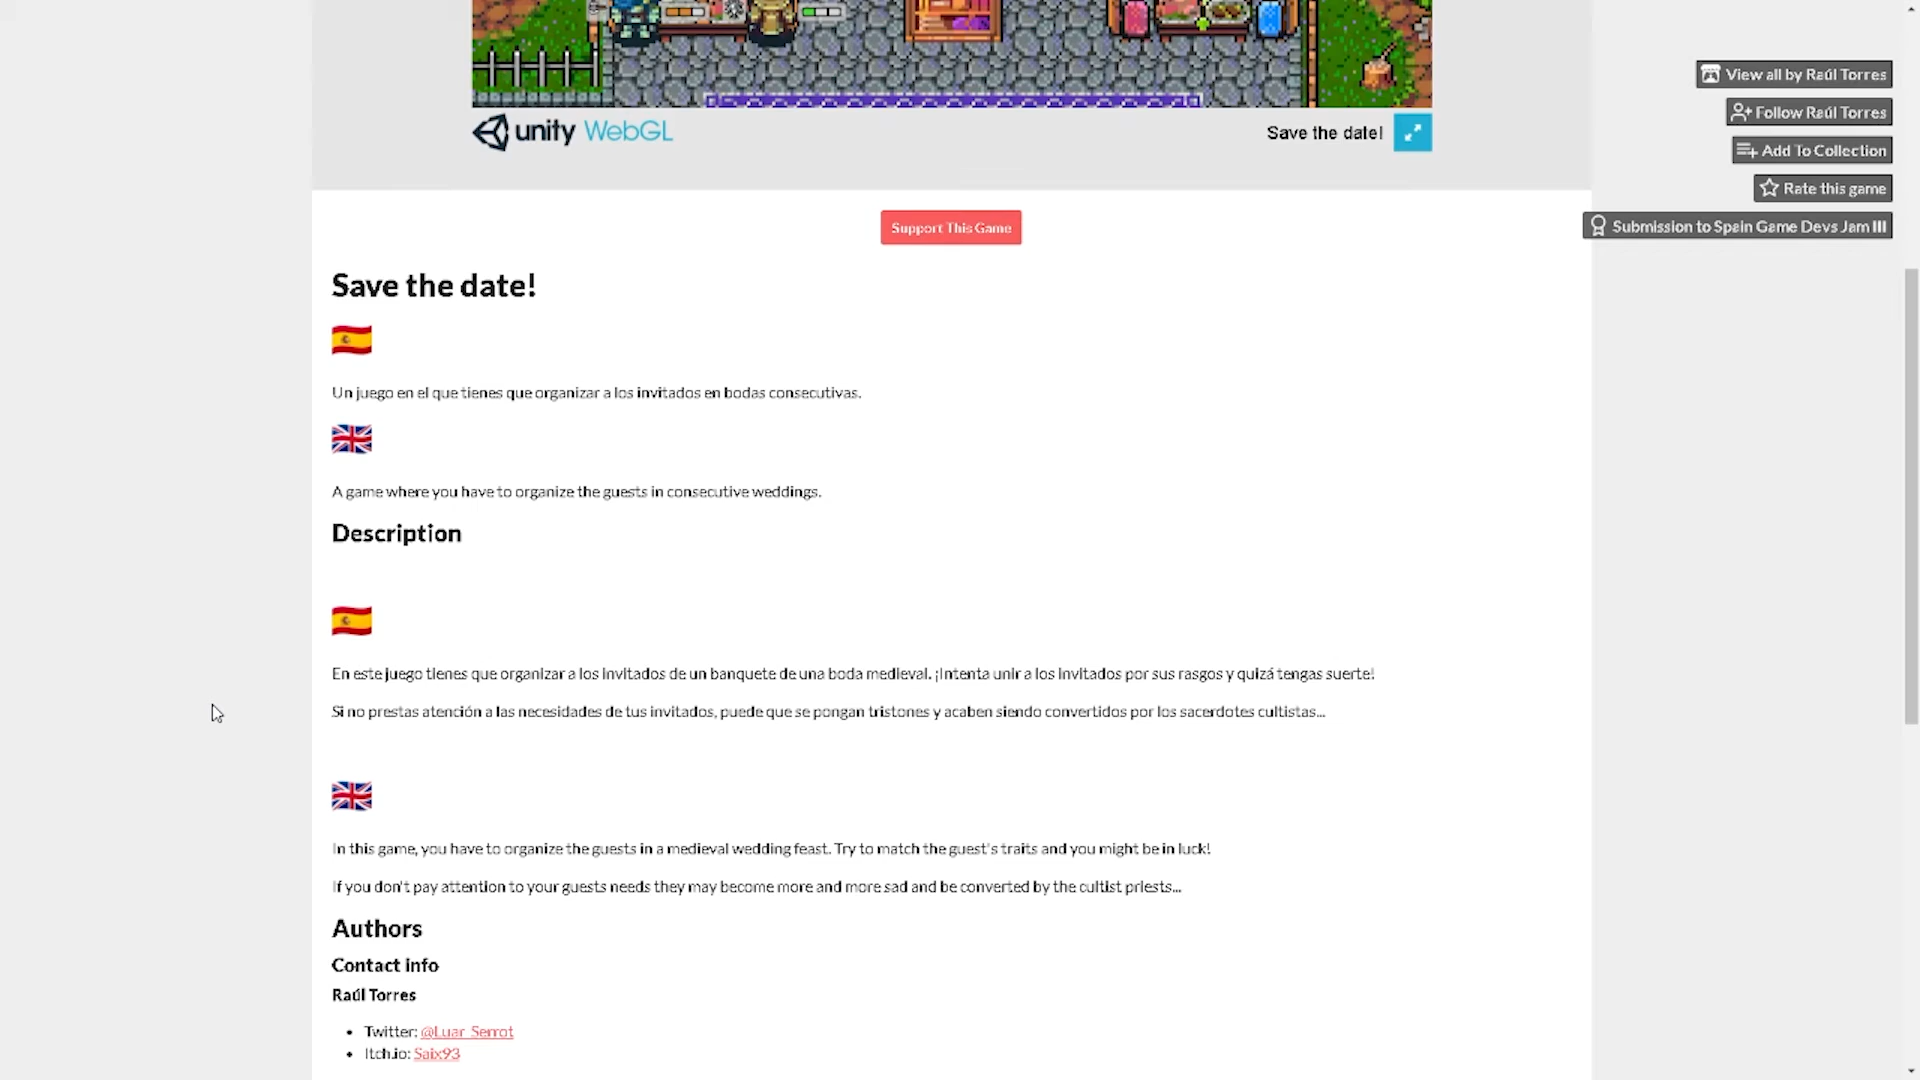 unity WebGL
Save the date!
View all by Raúl Torres
Follow Raúl Torres
Add To Collection
Rate this game
Submission to Spain Game Devs Jam III
Support This Game
Save the date!
Un juego en el que tienes que organizar a los invitados en bodas consecutivas.
A game where you have to organize the guests in consecutive weddings.
Description
En este juego tienes que organizar a los invitados de un banquete de una boda medieval. ¡Intenta unir a los invitados por sus rasgos y quizá tengas suerte!
Si no prestas atención a las necesidades de tus invitados, puede que se pongan tristones y acaben siendo convertidos por los sacerdotes cultistas...
In this game, you have to organize the guests in a medieval wedding feast. Try to match the guest's traits and you might be in luck!
If you don't pay attention to your guests needs they may become more and more sad and be converted by the cultist priests...
Authors
Contact info
Raúl Torres
Twitter: @Luar_Serrot
Itch.io: Saix93